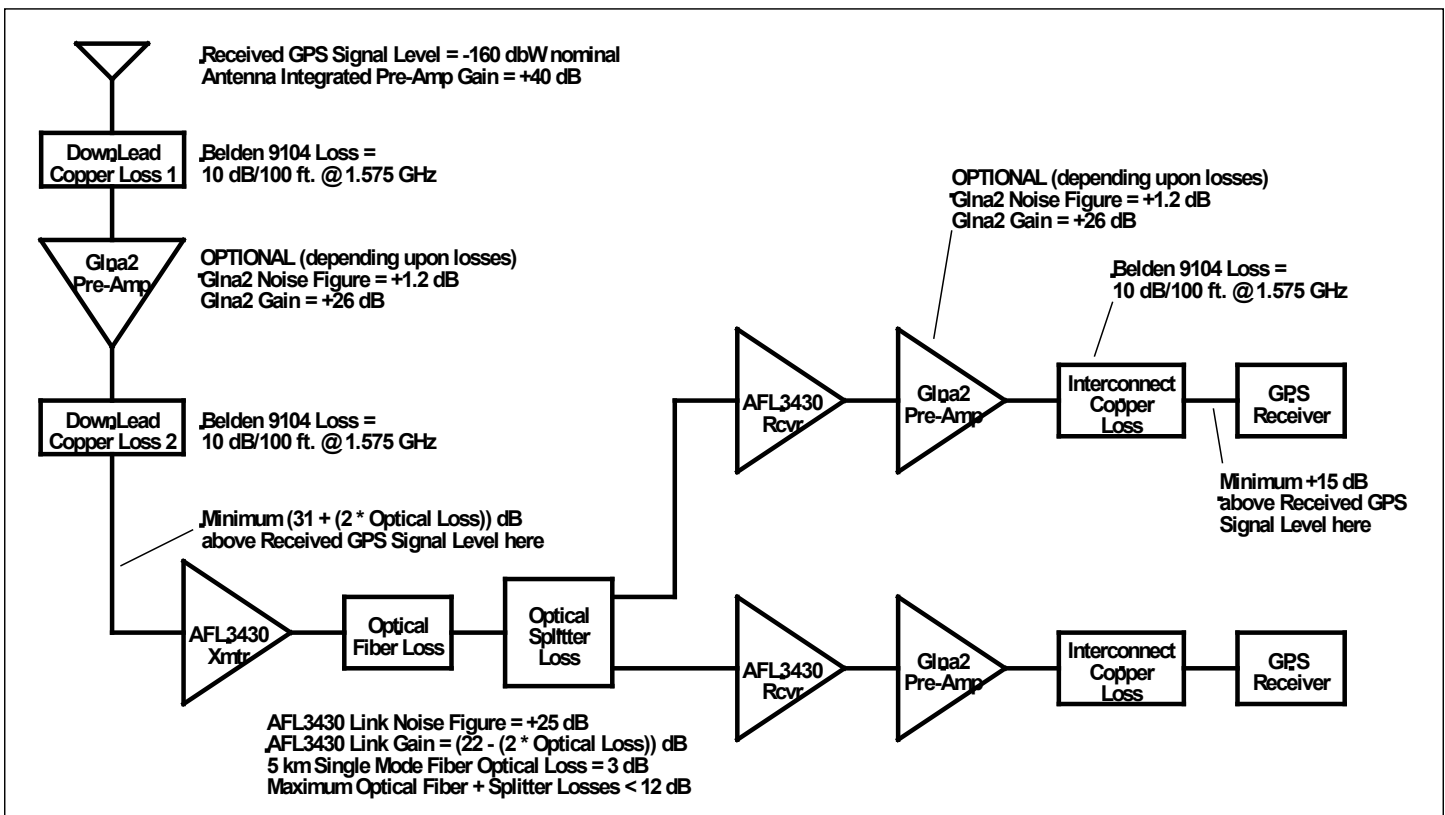 Received GPS Signal Level = -160 dbW nominal
Antenna Integrated Pre-Amp Gain = +40 dB
Down Lead
Copper Loss 1
Belden 9104 Loss =
10 dB/100 ft. @ 1.575 GHz
Glna2
Pre-Amp
OPTIONAL (depending upon losses)
Glna2 Noise Figure = +1.2 dB
Glna2 Gain = +26 dB
Down Lead
Copper Loss 2
Belden 9104 Loss =
10 dB/100 ft. @ 1.575 GHz
Minimum (31 + (2 * Optical Loss)) dB
above Received GPS Signal Level here
AFL3430
Xmtr
Optical
Fiber Loss
Optical
Splitter
Loss
AFL3430 Link Noise Figure = +25 dB
AFL3430 Link Gain = (22 - (2 * Optical Loss)) dB
5 km Single Mode Fiber Optical Loss = 3 dB
Maximum Optical Fiber + Splitter Losses < 12 dB
OPTIONAL (depending upon losses)
Glna2 Noise Figure = +1.2 dB
Glna2 Gain = +26 dB
Belden 9104 Loss =
10 dB/100 ft. @ 1.575 GHz
AFL3430
Rcvr
Glna2
Pre-Amp
Interconnect
Copper
Loss
GPS
Receiver
Minimum +15 dB
above Received GPS
Signal Level here
AFL3430
Rcvr
Glna2
Pre-Amp
Interconnect
Copper
Loss
GPS
Receiver